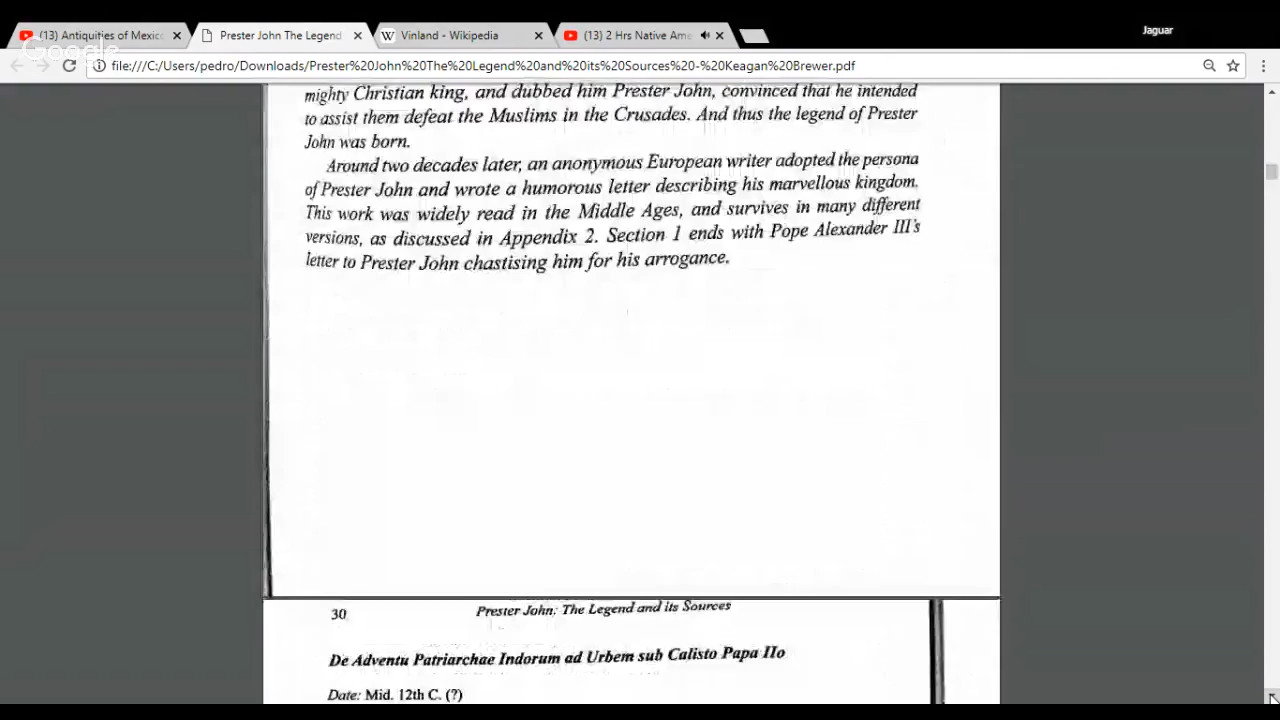 Jaguar
(13) Antiquities of Mexic
Prester John The Legend
Vinland - Wikipedia
(13) 2 Hrs Native Ame
Google
file:///C:/Users/pedro/Downloads/Prester%20John%20The%20Legend%20and%20its%20Sources%20-%20Keagan%20Brewer.pdf
mighty Christian king, and dubbed him Prester John, convinced that he intended
to assist them defeat the Muslims in the Crusades. And thus the legend of Prester
John was born.
Around two decades later, an anonymous European writer adopted the persona
of Prester John and wrote a humorous letter describing his marvellous kingdom.
This work was widely read in the Middle Ages, and survives in many different
versions, as discussed in Appendix 2. Section 1 ends with Pope Alexander III's
letter to Prester John chastising him for his arrogance.
30 Prester John: The Legend and its Sources
De Adventu Patriarchae Indorum ad Urbem sub Calisto Papa IIo
Date: Mid. 12th C. (?)